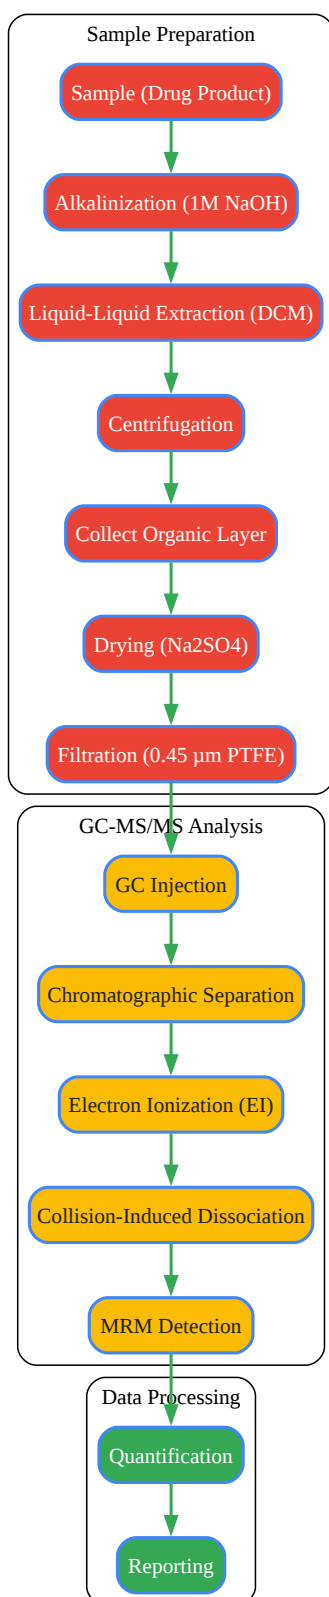 Sample Preparation
Sample (Drug Product)
Alkalinization (1M NaOH)
Liquid-Liquid Extraction (DCM)
Centrifugation
Collect Organic Layer
Drying (Na2SO4)
Filtration (0.45 µm PTFE)
GC-MS/MS Analysis
GC Injection
Chromatographic Separation
Electron Ionization (EI)
Collision-Induced Dissociation
MRM Detection
Data Processing
Quantification
Reporting